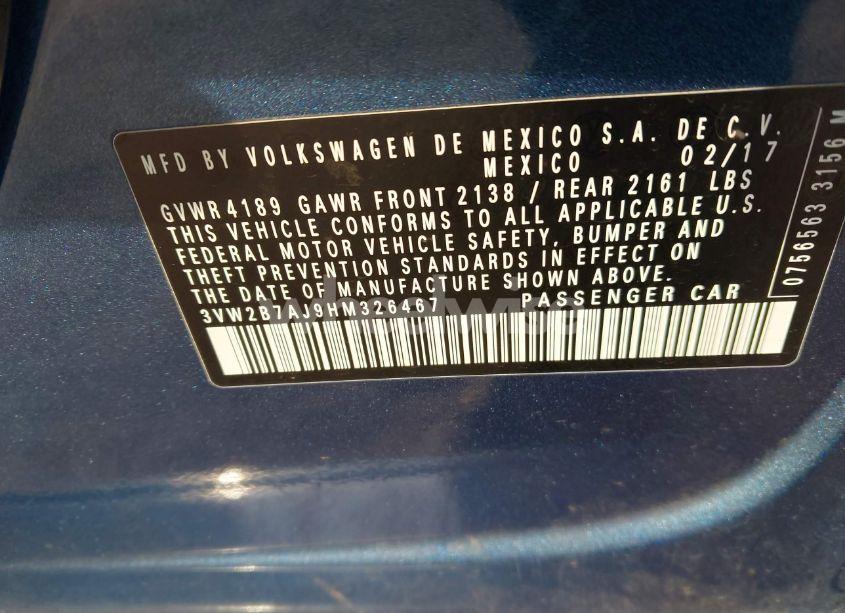 MFD BY VOLKSWAGEN DE MEXICO S.A. DE C.V.
MEXICO 02/17
GVWR 4189 GAWR FRONT 2138 / REAR 2161 LBS
THIS VEHICLE CONFORMS TO ALL APPLICABLE U.S.
FEDERAL MOTOR VEHICLE SAFETY, BUMPER AND
THEFT PREVENTION STANDARDS IN EFFECT ON
THE DATE OF MANUFACTURE SHOWN ABOVE.
3VW2B7AJ9HM326467 PASSENGER CAR
0756563 3156 M